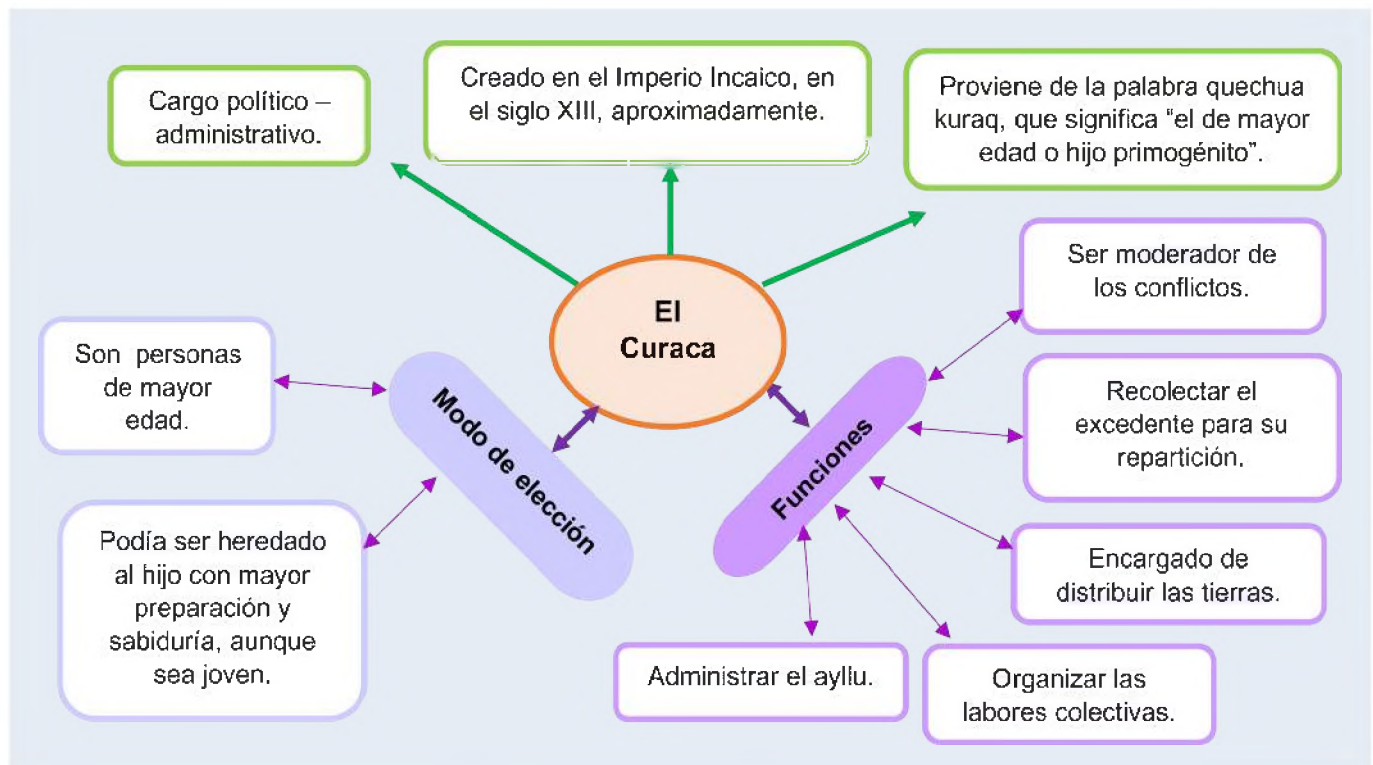 Cargo político –
administrativo.
Creado en el Imperio Incaico, en
el siglo XIII, aproximadamente.
Proviene de la palabra quechua
kuraq, que significa “el de mayor
edad o hijo primogénito”.
El
Curaca
Modo de elección
Son personas
de mayor
edad.
Podía ser heredado
al hijo con mayor
preparación y
sabiduría, aunque
sea joven.
Funciones
Ser moderador de
los conflictos.
Recolectar el
excedente para su
repartición.
Encargado de
distribuir las tierras.
Organizar las
labores colectivas.
Administrar el ayllu.